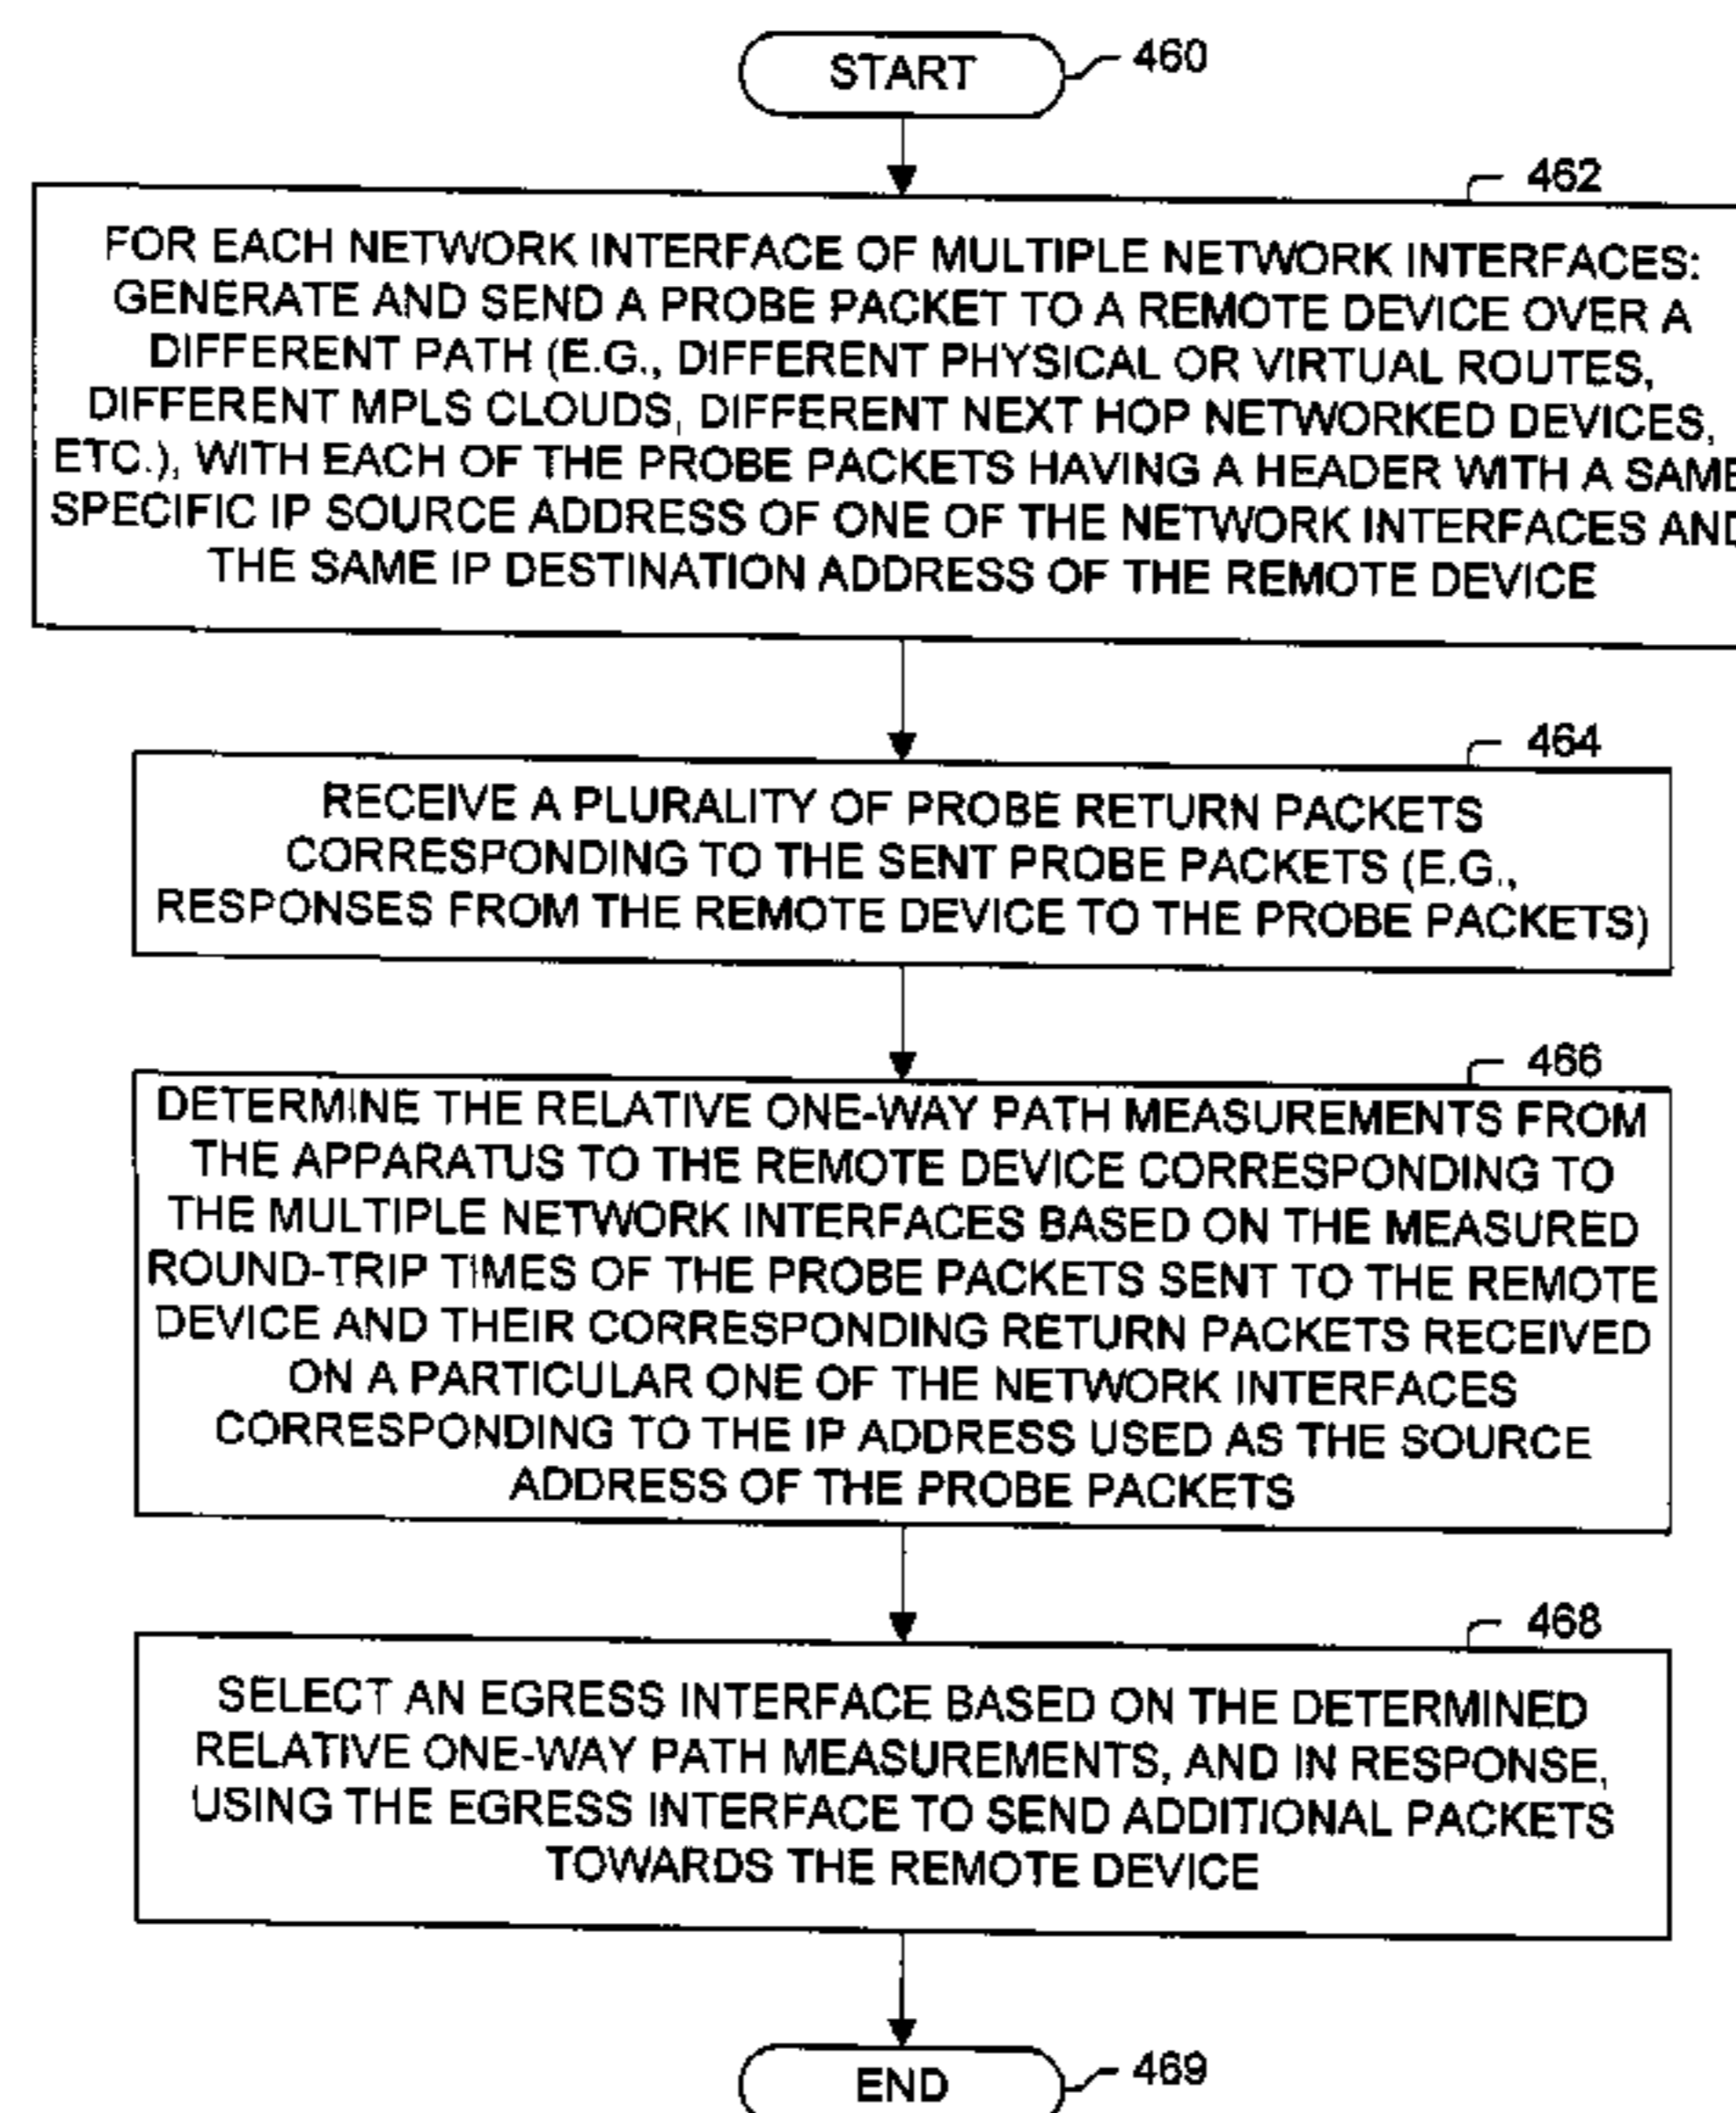 START
460
462
FOR EACH NETWORK INTERFACE OF MULTIPLE NETWORK INTERFACES:
GENERATE AND SEND A PROBE PACKET TO A REMOTE DEVICE OVER A
DIFFERENT PATH (E.G., DIFFERENT PHYSICAL OR VIRTUAL ROUTES,
DIFFERENT MPLS CLOUDS, DIFFERENT NEXT HOP NETWORKED DEVICES,
ETC.), WITH EACH OF THE PROBE PACKETS HAVING A HEADER WITH A SAME
SPECIFIC IP SOURCE ADDRESS OF ONE OF THE NETWORK INTERFACES AND
THE SAME IP DESTINATION ADDRESS OF THE REMOTE DEVICE
464
RECEIVE A PLURALITY OF PROBE RETURN PACKETS
CORRESPONDING TO THE SENT PROBE PACKETS (E.G.,
RESPONSES FROM THE REMOTE DEVICE TO THE PROBE PACKETS)
466
DETERMINE THE RELATIVE ONE-WAY PATH MEASUREMENTS FROM
THE APPARATUS TO THE REMOTE DEVICE CORRESPONDING TO
THE MULTIPLE NETWORK INTERFACES BASED ON THE MEASURED
ROUND-TRIP TIMES OF THE PROBE PACKETS SENT TO THE REMOTE
DEVICE AND THEIR CORRESPONDING RETURN PACKETS RECEIVED
ON A PARTICULAR ONE OF THE NETWORK INTERFACES
CORRESPONDING TO THE IP ADDRESS USED AS THE SOURCE
ADDRESS OF THE PROBE PACKETS
468
SELECT AN EGRESS INTERFACE BASED ON THE DETERMINED
RELATIVE ONE-WAY PATH MEASUREMENTS, AND IN RESPONSE,
USING THE EGRESS INTERFACE TO SEND ADDITIONAL PACKETS
TOWARDS THE REMOTE DEVICE
END
469